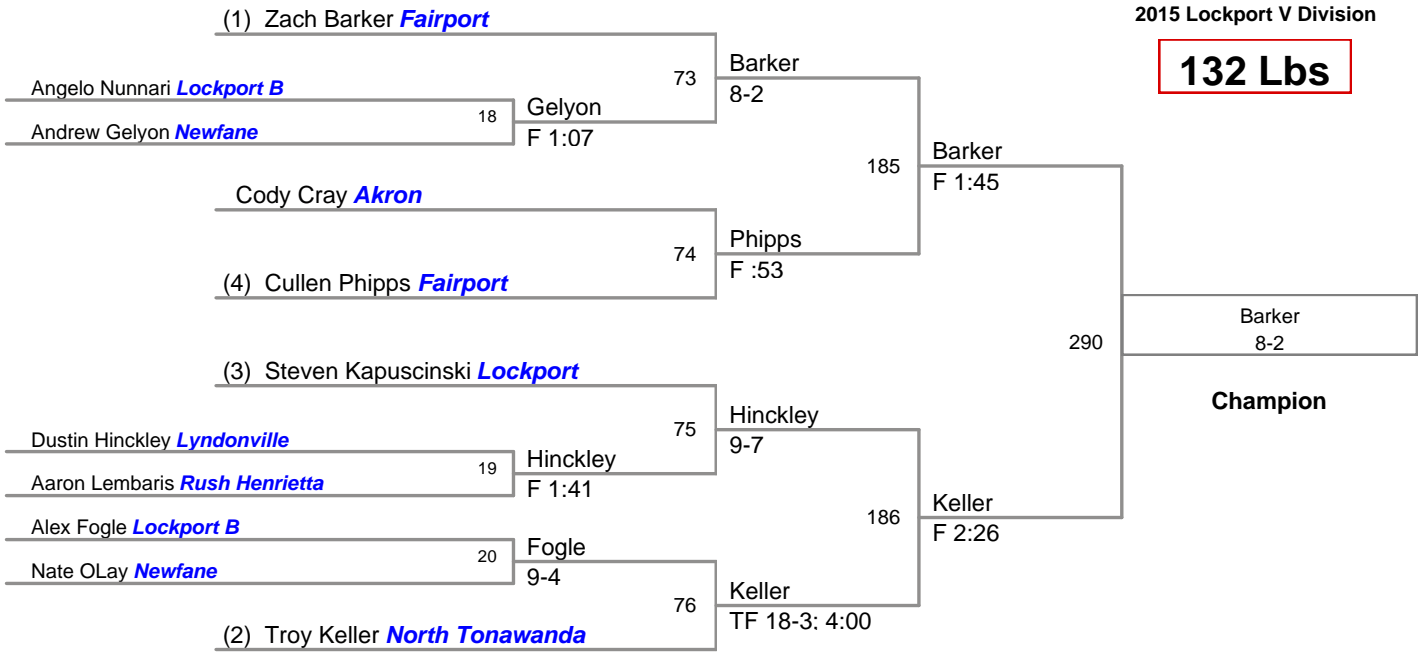 2015 Lockport V Division
132 Lbs
(1) Zach Barker Fairport
Angelo Nunnari Lockport B
Andrew Gelyon Newfane
18
Gelyon
F 1:07
73
Barker
8-2
Cody Cray Akron
(4) Cullen Phipps Fairport
74
Phipps
F :53
185
Barker
F 1:45
(3) Steven Kapuscinski Lockport
Dustin Hinckley Lyndonville
Aaron Lembaris Rush Henrietta
19
Hinckley
F 1:41
75
Hinckley
9-7
Alex Fogle Lockport B
Nate OLay Newfane
20
Fogle
9-4
(2) Troy Keller North Tonawanda
76
Keller
TF 18-3; 4:00
186
Keller
F 2:26
290
Barker
8-2
Champion